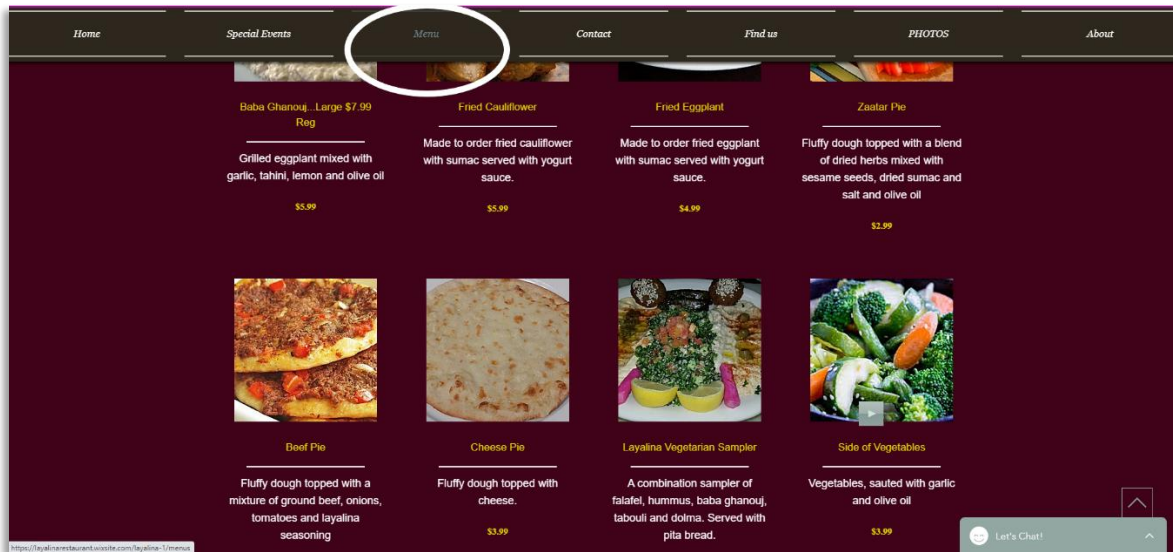 Home Special Events Menu Contact Find us PHOTOS About
Baba Ghanouj...Large $7.99
Reg
Grilled eggplant mixed with
garlic, tahini, lemon and olive oil
$5.99
Fried Cauliflower
Made to order fried cauliflower
with sumac served with yogurt
sauce.
$5.99
Fried Eggplant
Made to order fried eggplant
with sumac served with yogurt
sauce.
$4.99
Zaatar Pie
Fluffy dough topped with a blend
of dried herbs mixed with
sesame seeds, dried sumac and
salt and olive oil
$2.99
Beef Pie
Fluffy dough topped with a
mixture of ground beef, onions,
tomatoes and layalina
seasoning
Cheese Pie
Fluffy dough topped with
cheese.
$3.99
Layalina Vegetarian Sampler
A combination sampler of
falafel, hummus, baba ghanouj,
tabouli and dolma. Served with
pita bread.
Side of Vegetables
Vegetables, sauted with garlic
and olive oil
$3.99
Let's Chat!
https://layalinarestaurant.wixsite.com/layalina-1/menus